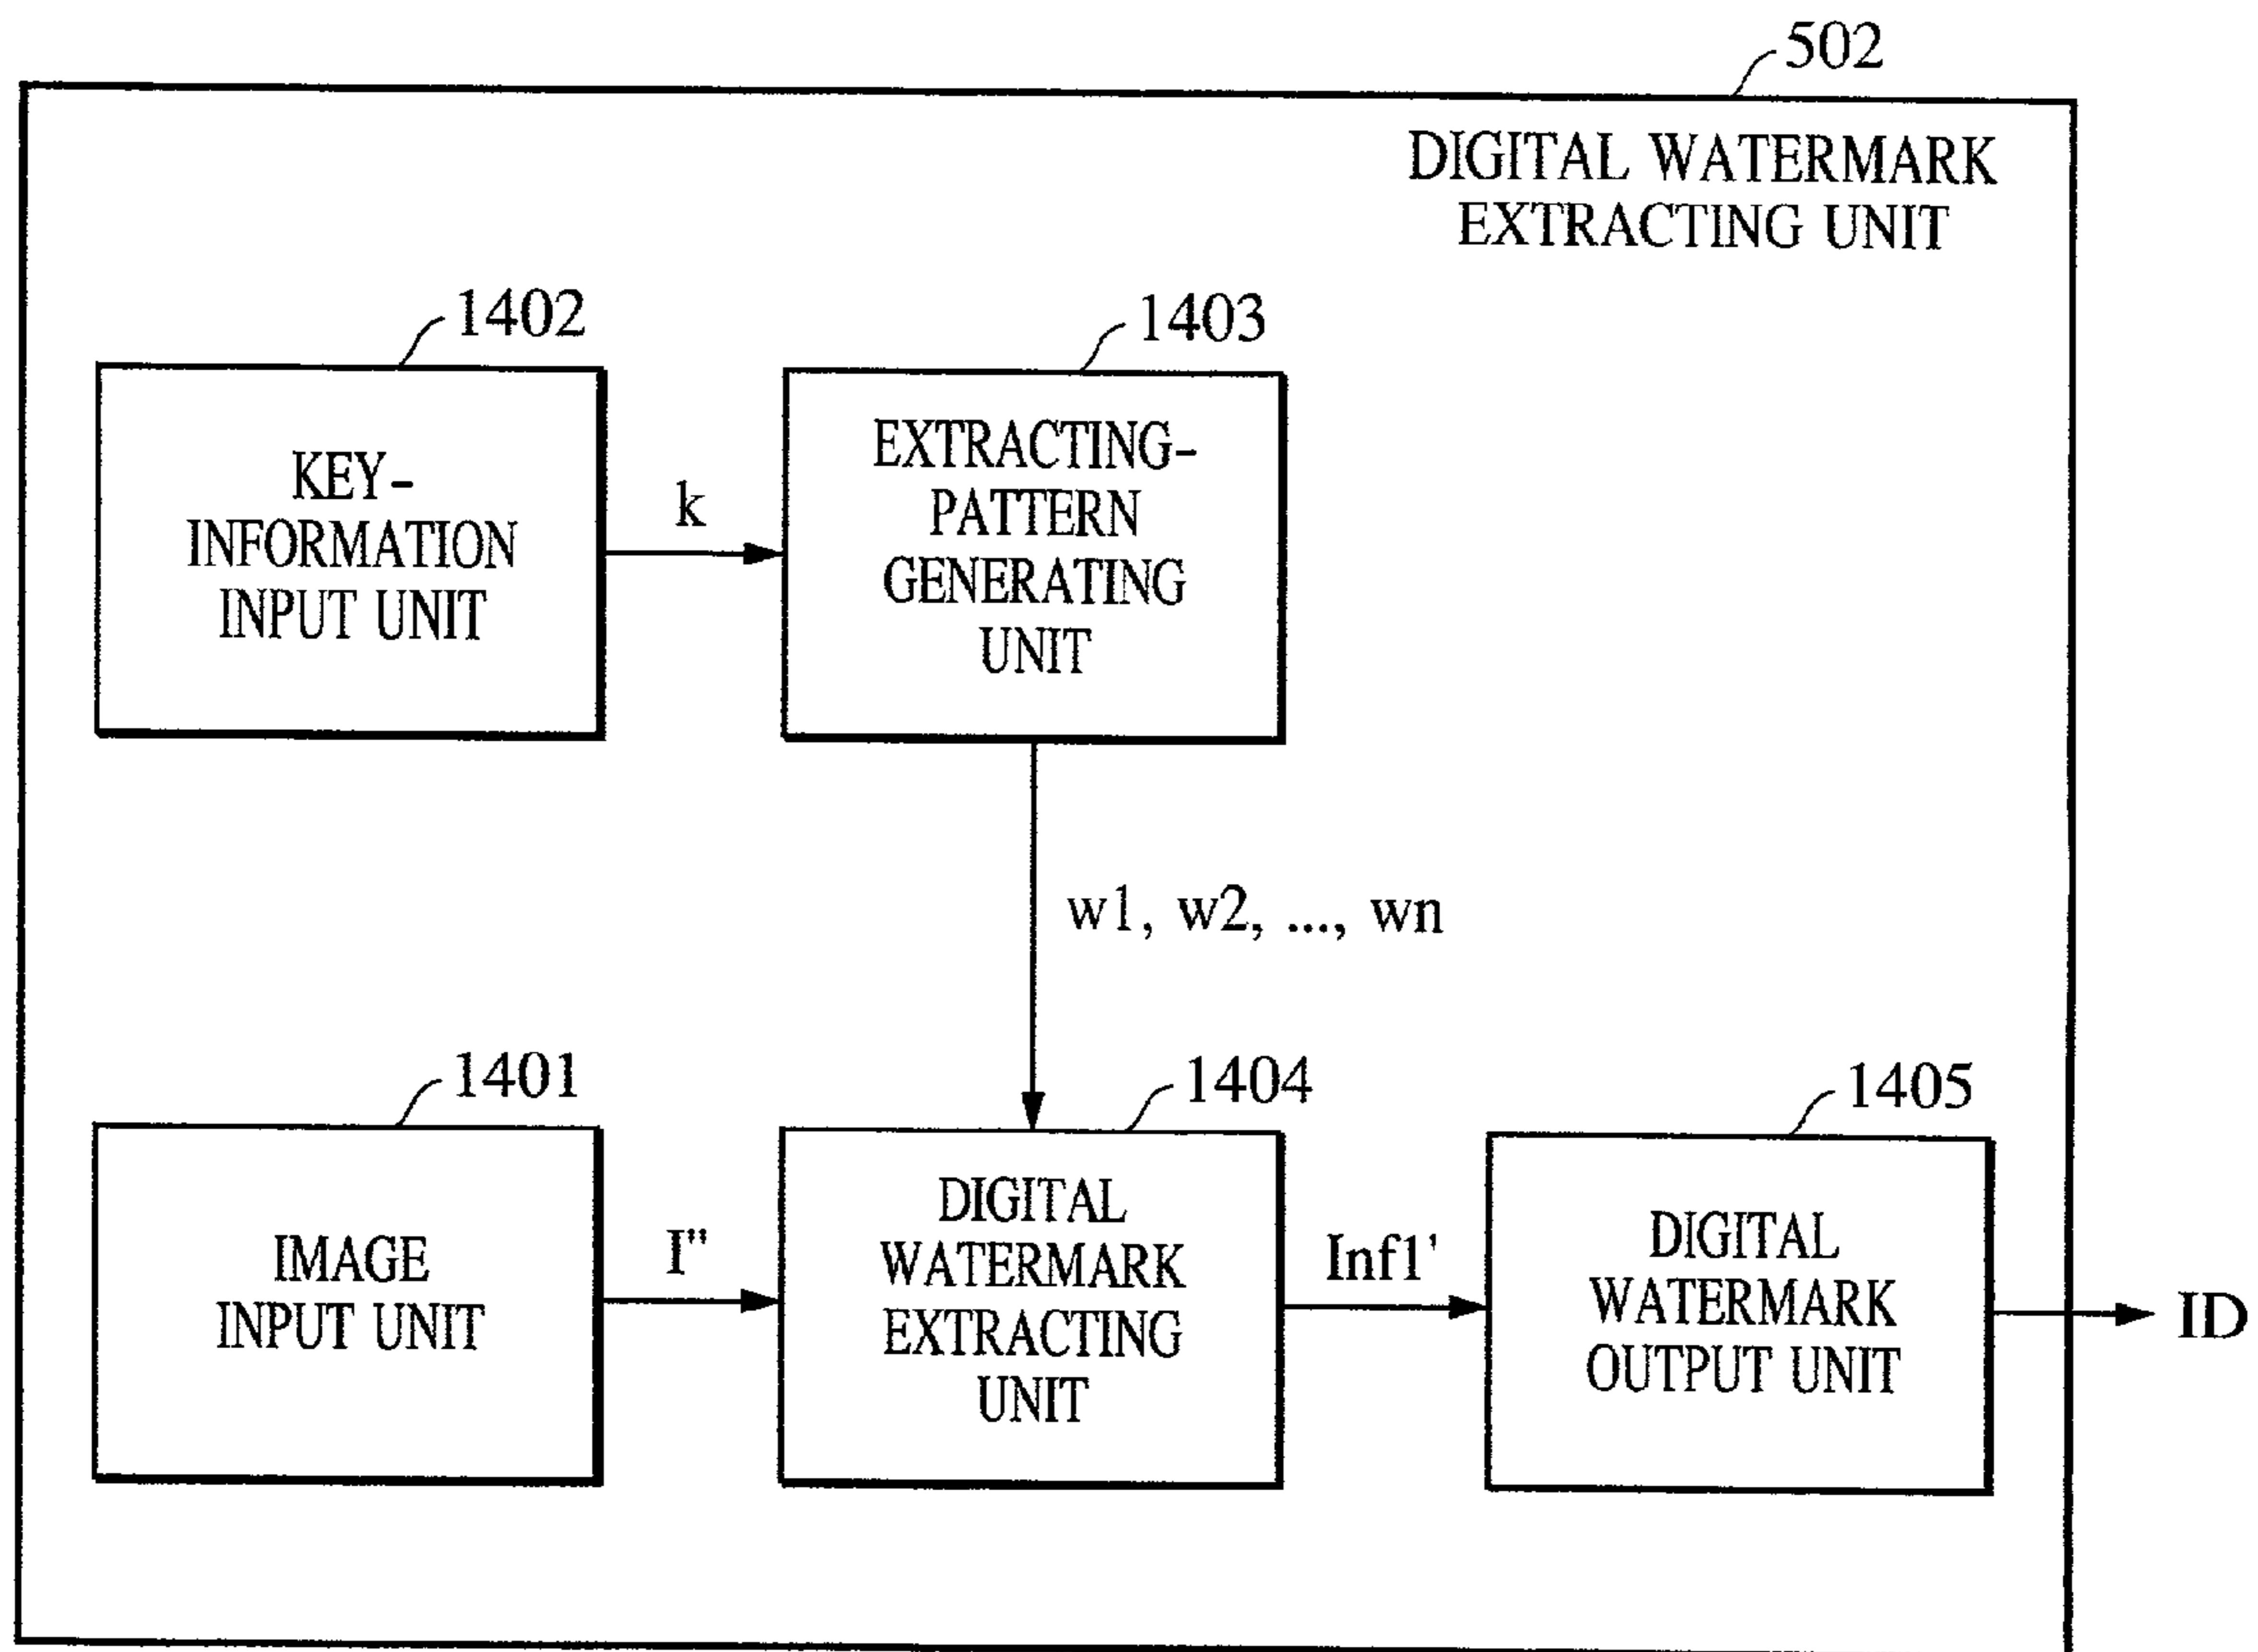 502
DIGITAL WATERMARK
EXTRACTING UNIT
1402
KEY-
INFORMATION
INPUT UNIT
k
1403
EXTRACTING-
PATTERN
GENERATING
UNIT
w1, w2, ..., wn
1401
IMAGE
INPUT UNIT
I"
1404
DIGITAL
WATERMARK
EXTRACTING
UNIT
Inf1'
1405
DIGITAL
WATERMARK
OUTPUT UNIT
ID